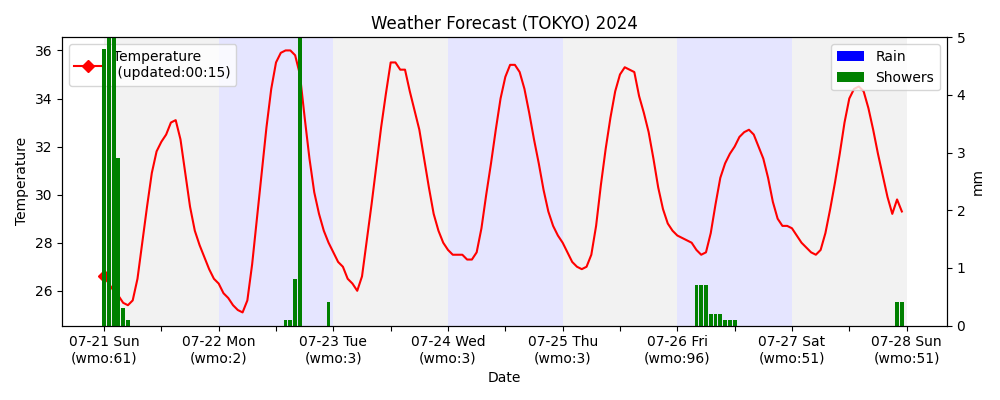 Weather Forecast (TOKYO) 2024
Temperature
(updated:00:15)
Rain
Showers
Temperature
36
34
32
30
28
26
5
4
3
2
1
0
mm
07-21 Sun
(wmo:61)
07-22 Mon
(wmo:2)
07-23 Tue
(wmo:3)
07-24 Wed
(wmo:3)
07-25 Thu
(wmo:3)
07-26 Fri
(wmo:96)
07-27 Sat
(wmo:51)
07-28 Sun
(wmo:51)
Date